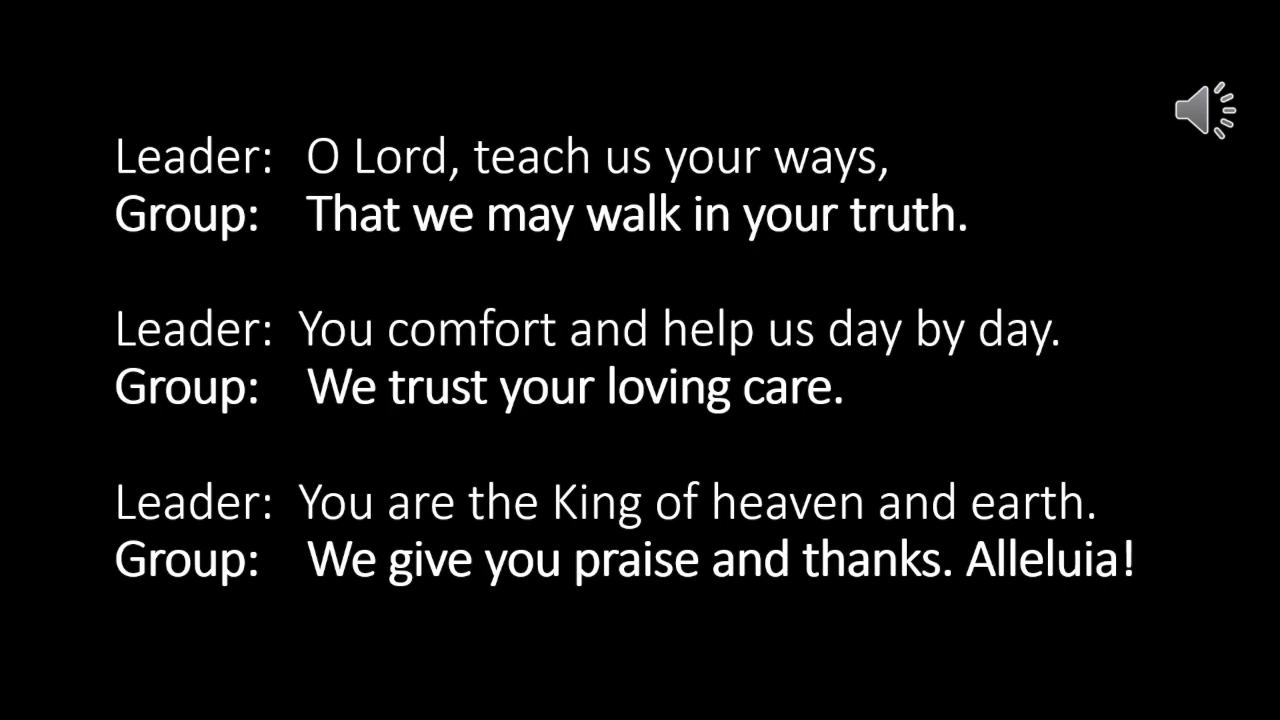 Leader: O Lord, teach us your ways,
Group: That we may walk in your truth.
Leader: You comfort and help us day by day.
Group: We trust your loving care.
Leader: You are the King of heaven and earth.
Group: We give you praise and thanks. Alleluia!